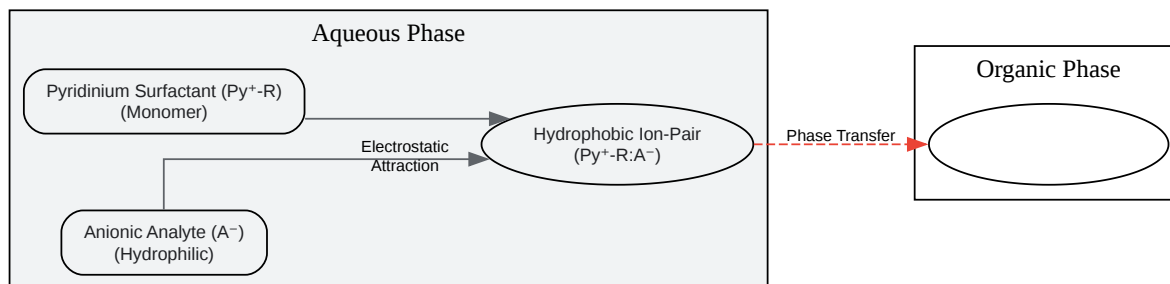 Aqueous Phase
Pyridinium Surfactant (Py⁺-R)
(Monomer)
Electrostatic
Attraction
Anionic Analyte (A⁻)
(Hydrophilic)
Hydrophobic Ion-Pair
(Py⁺-R:A⁻)
Phase Transfer
Organic Phase